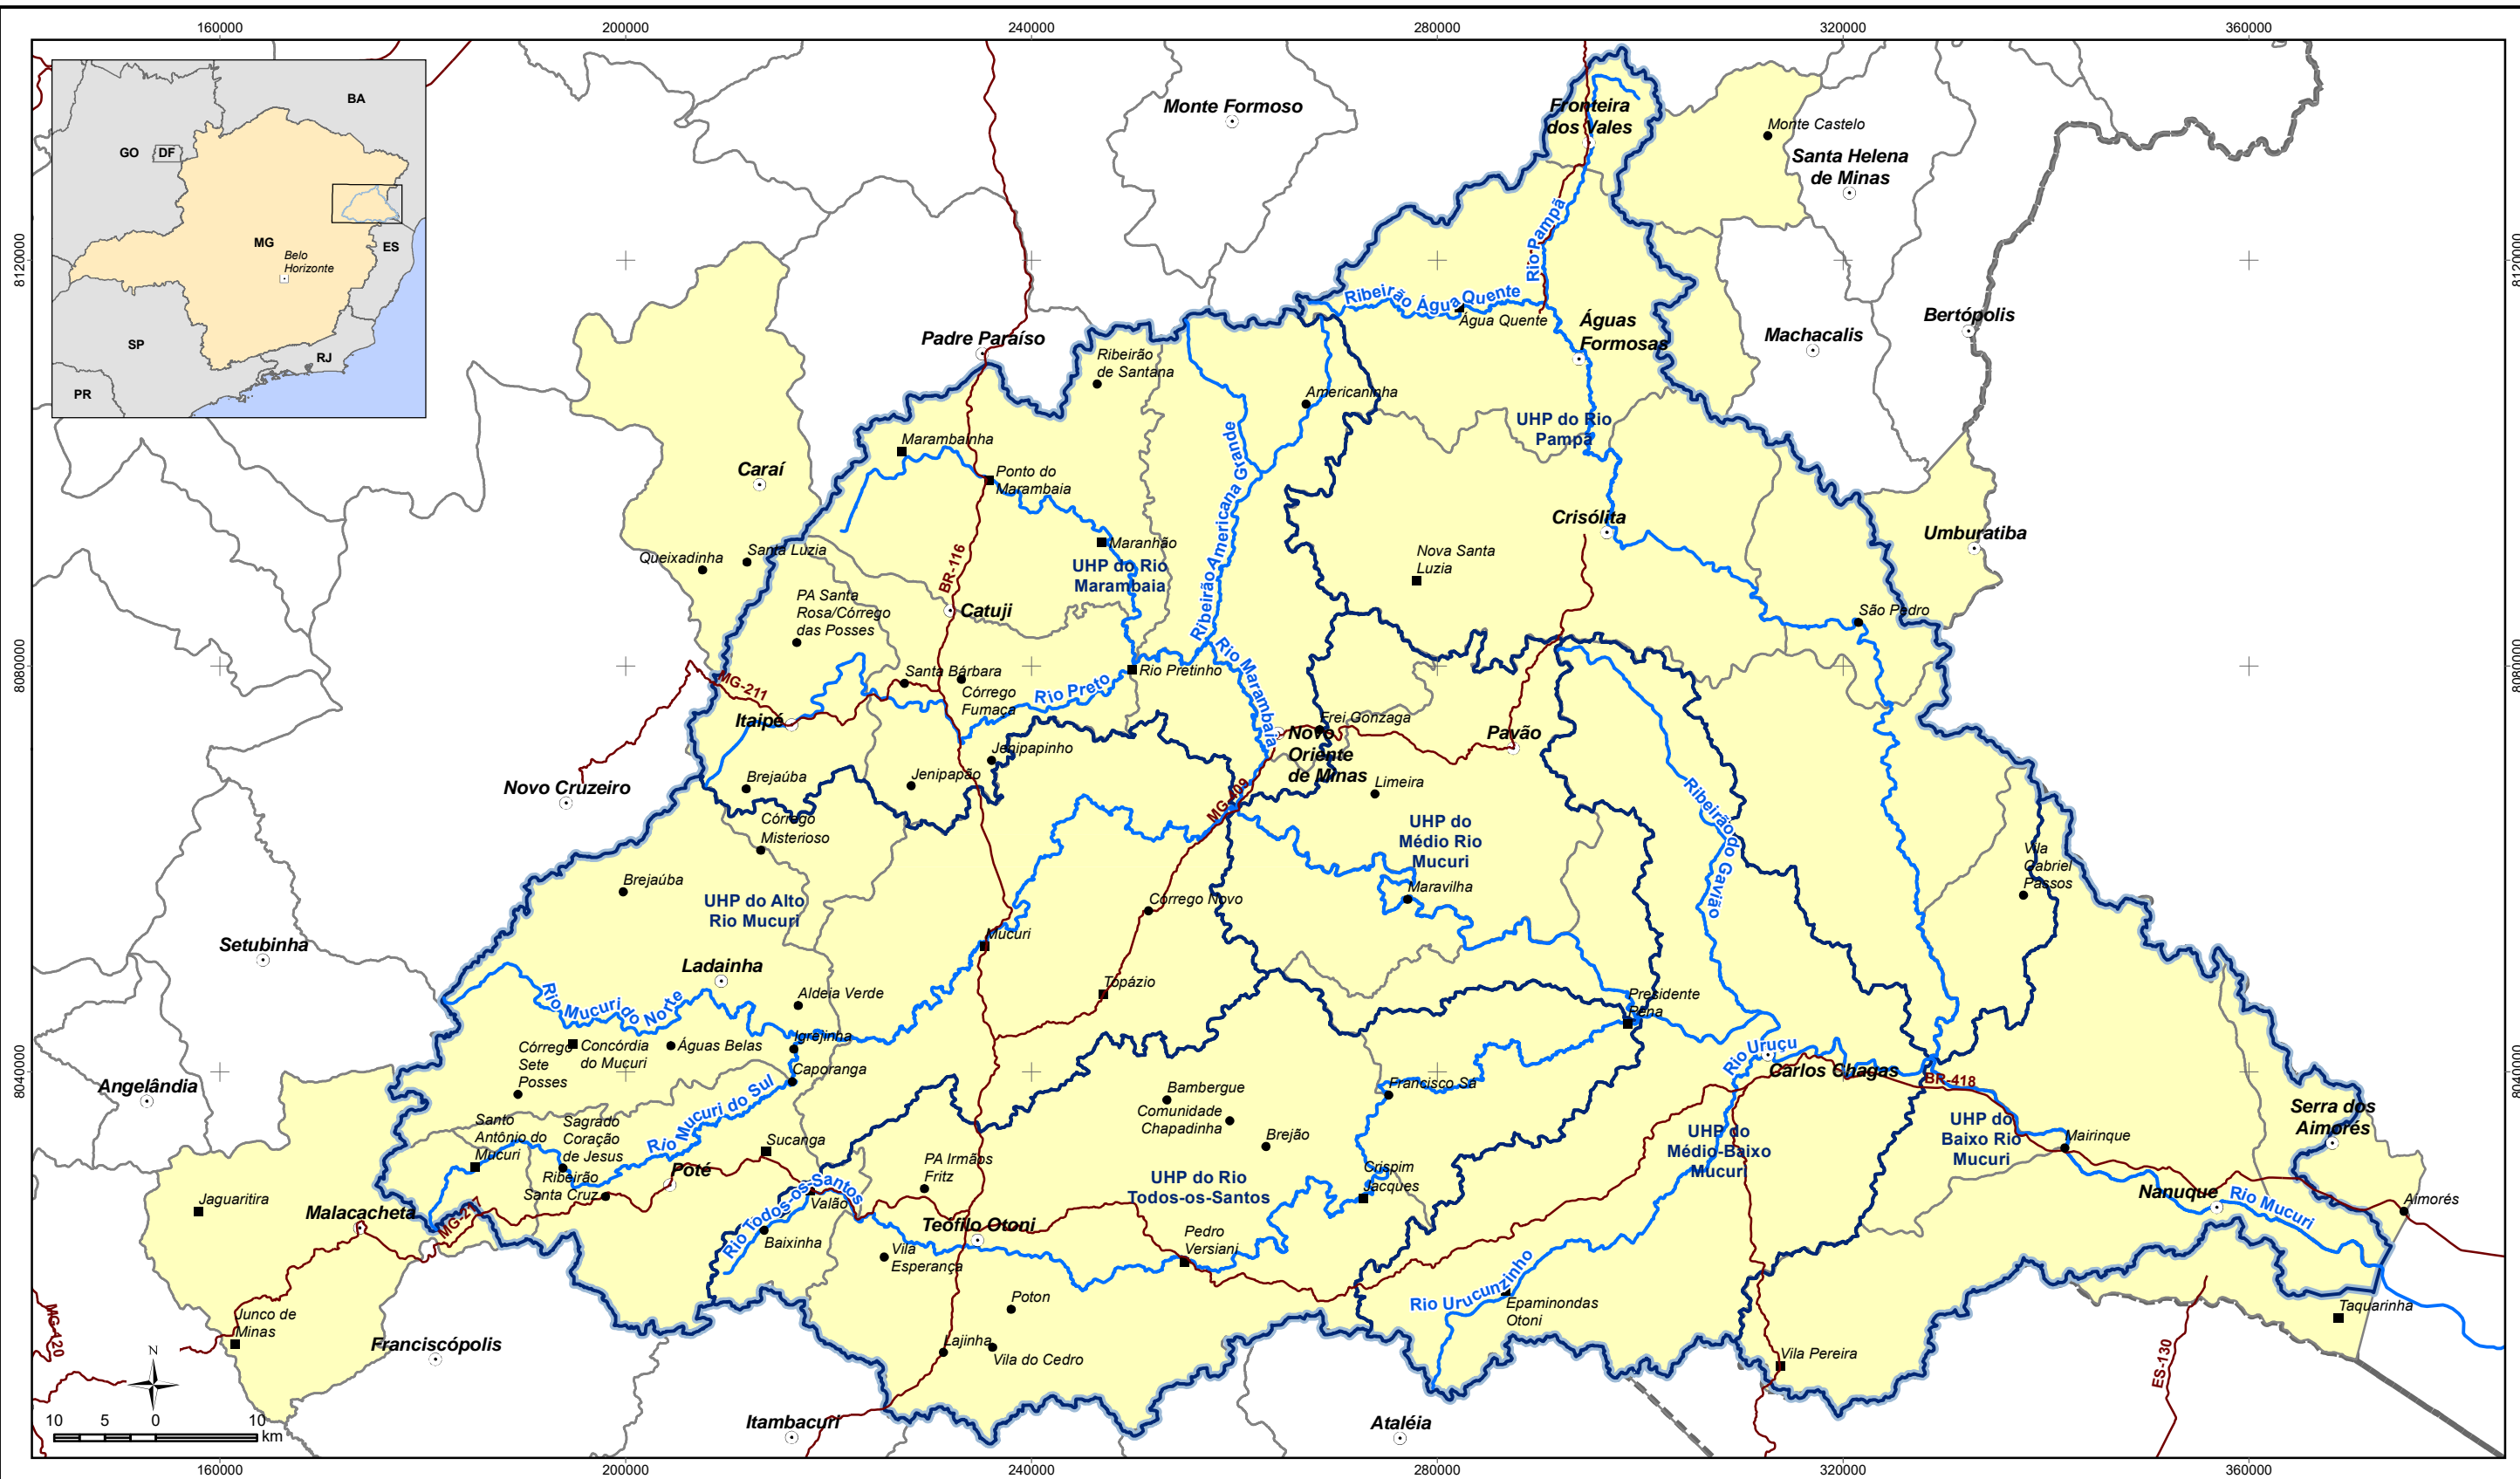 160000
200000
240000
280000
320000
360000
8120000
8080000
8040000
8120000
8080000
8040000
BA
GO
DF
MG
Belo
Horizonte
ES
SP
RJ
PR
Monte Formoso
Fronteira
dos Vales
Monte Castelo
Santa Helena
de Minas
Rio Pampã
Ribeirão Água Quente
Água Quente
Águas
Formosas
Bertópolis
Machacalis
Padre Paraíso
Ribeirão
de Santana
Americaninha
UHP do Rio
Pampã
Marambainha
Caraí
Ponto do
Marambaia
Ribeirão Americana Grande
Crisólita
Umburatiba
Maranhão
Queixadinha
Santa Luzia
BR-116
UHP do Rio
Marambaia
Nova Santa
Luzia
PA Santa
Rosa/Córrego
das Posses
Catuji
São Pedro
Rio Marambaia
Santa Bárbara
Córrego
Fumaça
Rio Preto
Rio Pretinho
MG-211
Itaipé
Frei Gonzaga
Novo
Oriente
de Minas
Pavão
Jenipapinho
Novo Cruzeiro
Brejaúba
Jenipapão
Limeira
MG-409
Ribeirão do Gavião
Córrego
Misterioso
UHP do
Médio Rio
Mucuri
Vila
Gabriel
Passos
Brejaúba
UHP do Alto
Rio Mucuri
Córrego Novo
Maravilha
Setubinha
Mucuri
Ladainha
Topázio
Aldeia Verde
Presidente
Pena
Rio Mucuri do Norte
Igrejinha
Córrego
Sete
Posses
Concórdia
do Mucuri
Águas Belas
Rio Uruçu
Carlos Chagas
BR-418
Angelândia
Caporanga
Bambergue
Francisco Sá
Comunidade
Chapadinha
Brejão
Rio Mucuri do Sul
Santo
Antônio do
Mucuri
Sagrado
Coração
de Jesus
Sucanga
UHP do
Médio-Baixo
Mucuri
UHP do
Baixo Rio
Mucuri
Mairinque
Serra dos
Aimorés
Poté
Ribeirão
Santa Cruz
PA Irmãos
Fritz
UHP do Rio
Todos-os-Santos
Crispim
Jacques
Jaguaritira
Malacacheta
MG-217
Rio Todos-os-Santos
Valão
Teófilo Otoni
Nanuque
Rio Mucuri
Aimorés
Baixinha
Vila
Esperança
Pedro
Versiani
Poton
Rio Urucunzinho
Epaminondas
Otoni
Taquarinha
MG-120
Junco de
Minas
Franciscópolis
Lajinha
Vila do Cedro
Vila Pereira
ES-130
N
10
5
0
10
km
Itambacuri
Ataléia
160000
200000
240000
280000
320000
360000